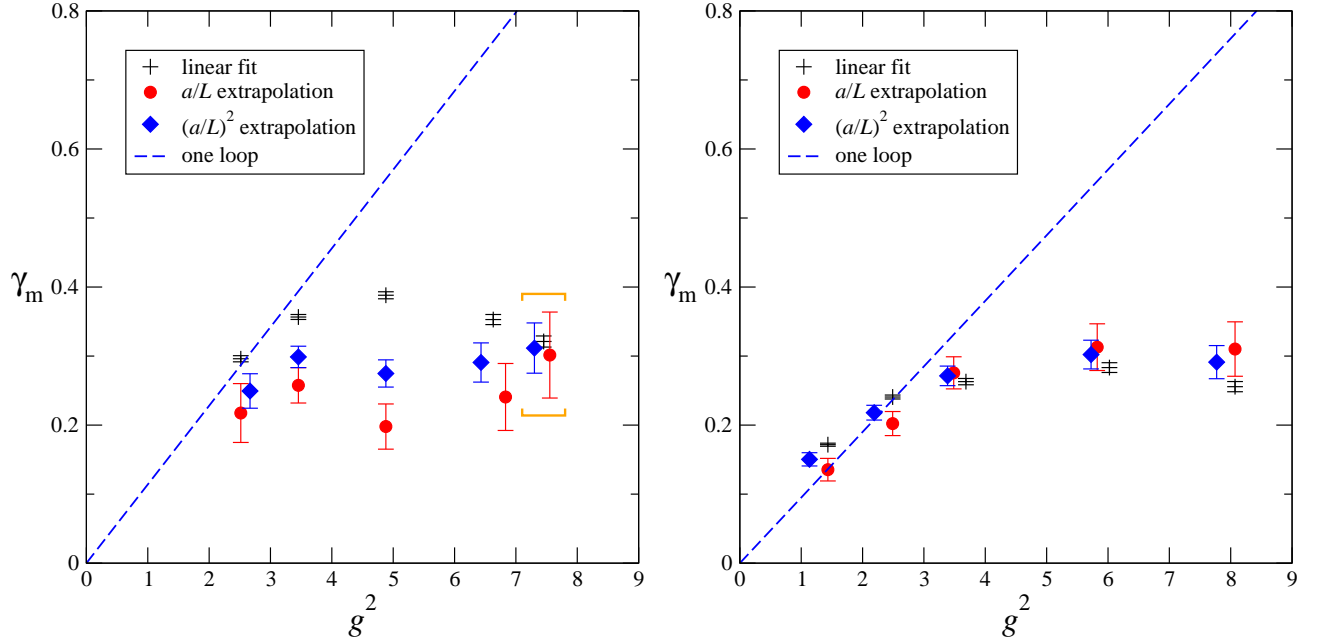 0.8
0.6
0.4
0.2
0
γm
linear fit
a/L extrapolation
(a/L)² extrapolation
one loop
0 1 2 3 4 5 6 7 8 9
g²
0.8
0.6
0.4
0.2
0
γm
linear fit
a/L extrapolation
(a/L)² extrapolation
one loop
0 1 2 3 4 5 6 7 8 9
g²